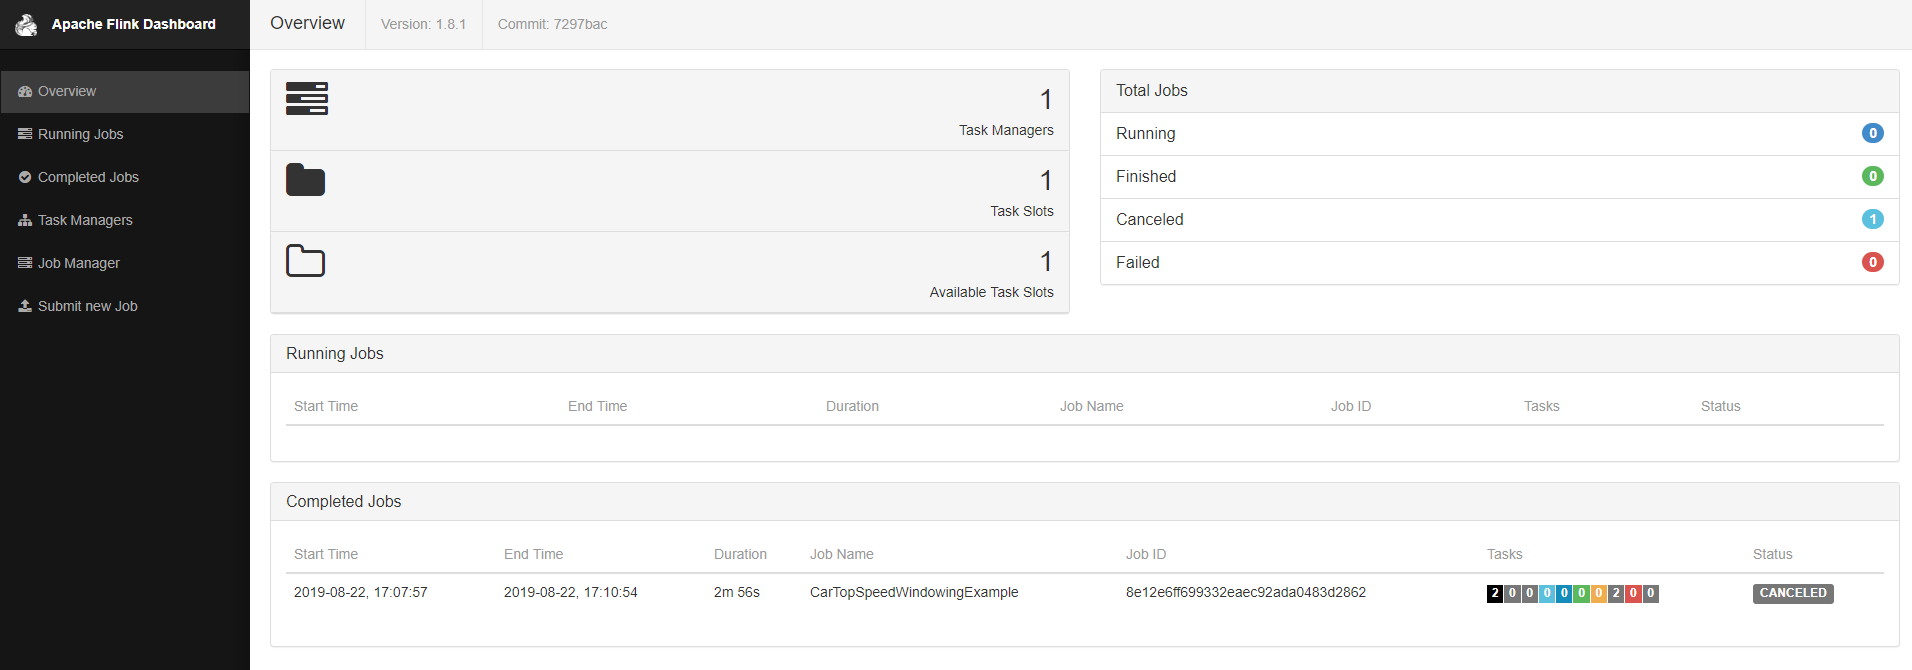 Apache Flink Dashboard
Overview
Version: 1.8.1
Commit: 7297bac
Overview
Running Jobs
Completed Jobs
Task Managers
Job Manager
Submit new Job
1
Task Managers
1
Task Slots
1
Available Task Slots
Total Jobs
Running 0
Finished 0
Canceled 1
Failed 0
Running Jobs
Start Time End Time Duration Job Name Job ID Tasks Status
Completed Jobs
Start Time End Time Duration Job Name Job ID Tasks Status
2019-08-22, 17:07:57 2019-08-22, 17:10:54 2m 56s CarTopSpeedWindowingExample 8e12e6ff699332eaec92ada0483d2862 2 0 0 0 0 0 0 2 0 0 CANCELED